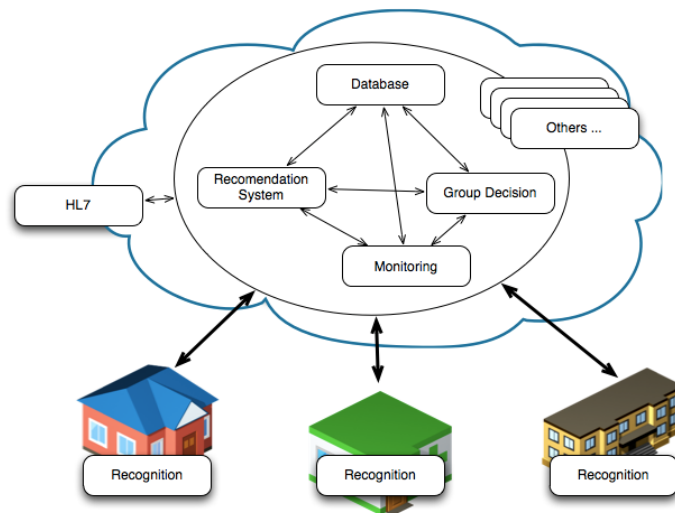 Database
Others ...
Recomendation
System
Group Decision
HL7
Monitoring
Recognition
Recognition
Recognition